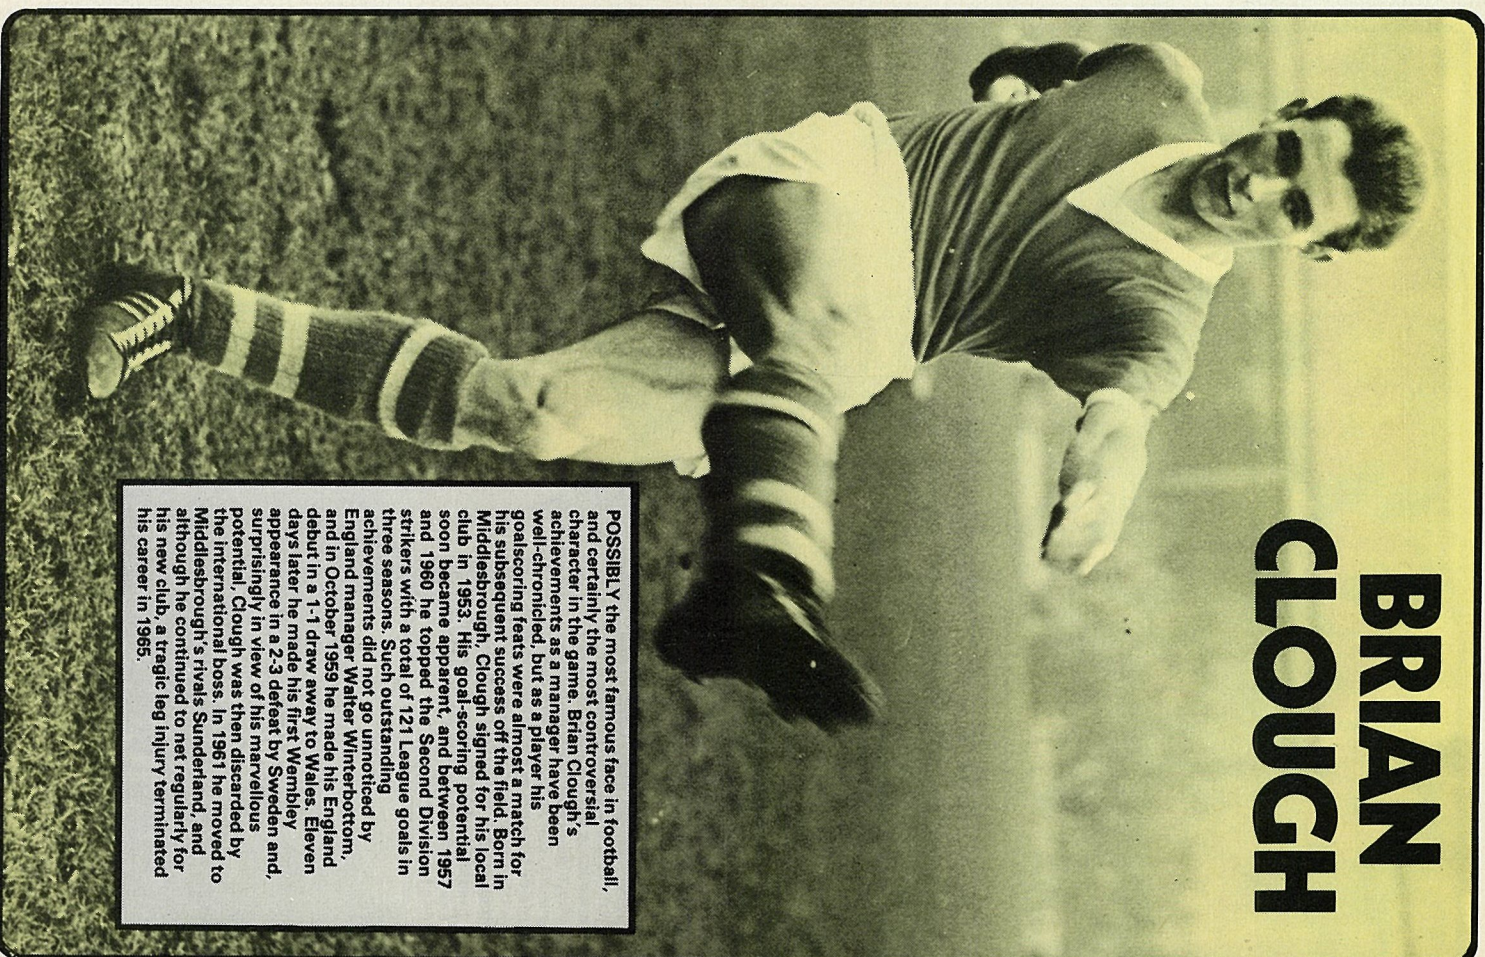 BRIAN
CLOUGH
POSSIBLY the most famous face in football,
and certainly the most controversial
character in the game. Brian Clough's
achievements as a manager have been
well-chronicled, but as a player his
goalscoring feats were almost a match for
his subsequent success off the field. Born in
Middlesbrough, Clough signed for his local
club in 1953. His goal-scoring potential
soon became apparent, and between 1957
and 1960 he topped the Second Division
strikers with a total of 121 League goals in
three seasons. Such outstanding
achievements did not go unnoticed by
England manager Walter Winterbottom,
and in October 1959 he made his England
debut in a 1-1 draw away to Wales. Eleven
days later he made his first Wembley
appearance in a 2-3 defeat by Sweden and,
surprisingly in view of his marvellous
potential, Clough was then discarded by
the international boss. In 1961 he moved to
Middlesbrough's rivals Sunderland, and
although he continued to net regularly for
his new club, a tragic leg injury terminated
his career in 1965.